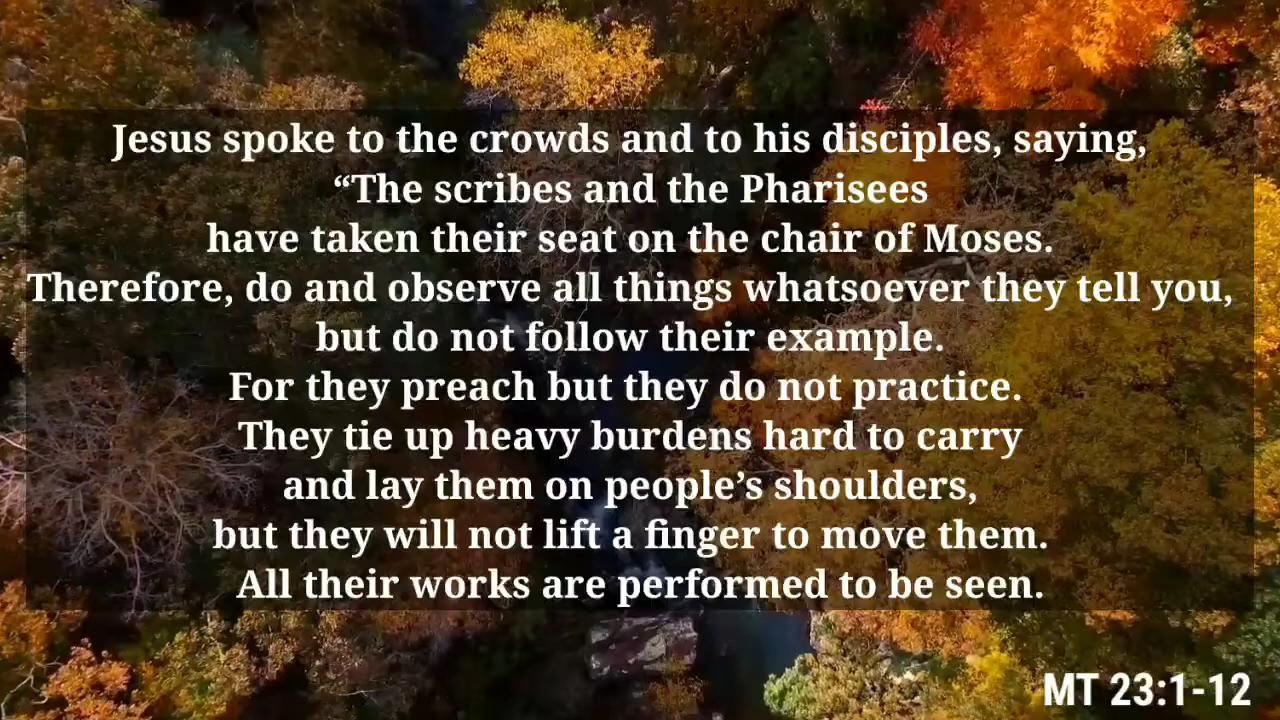 Jesus spoke to the crowds and to his disciples, saying,
“The scribes and the Pharisees
have taken their seat on the chair of Moses.
Therefore, do and observe all things whatsoever they tell you,
but do not follow their example.
For they preach but they do not practice.
They tie up heavy burdens hard to carry
and lay them on people’s shoulders,
but they will not lift a finger to move them.
All their works are performed to be seen.
MT 23:1-12